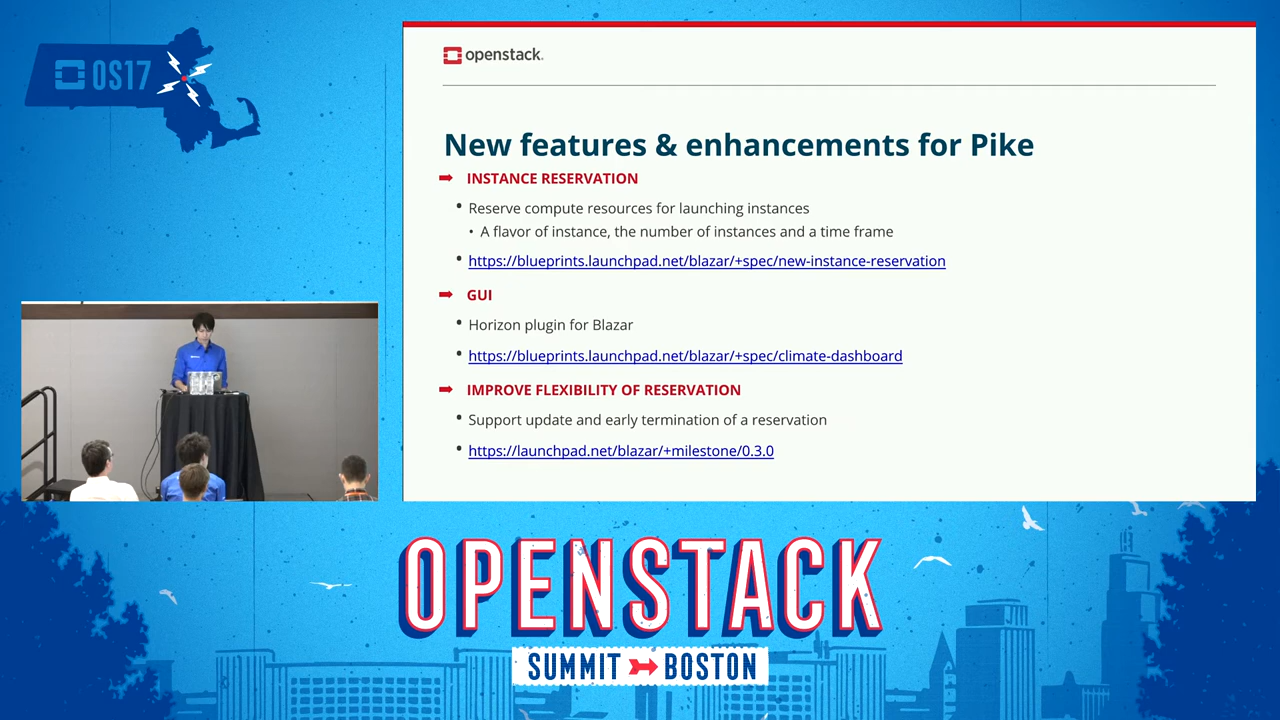 OS17
openstack.
New features & enhancements for Pike
INSTANCE RESERVATION
• Reserve compute resources for launching instances
• A flavor of instance, the number of instances and a time frame
• https://blueprints.launchpad.net/blazar/+spec/new-instance-reservation
GUI
• Horizon plugin for Blazar
• https://blueprints.launchpad.net/blazar/+spec/climate-dashboard
IMPROVE FLEXIBILITY OF RESERVATION
• Support update and early termination of a reservation
• https://launchpad.net/blazar/+milestone/0.3.0
OPENSTACK
SUMMIT BOSTON